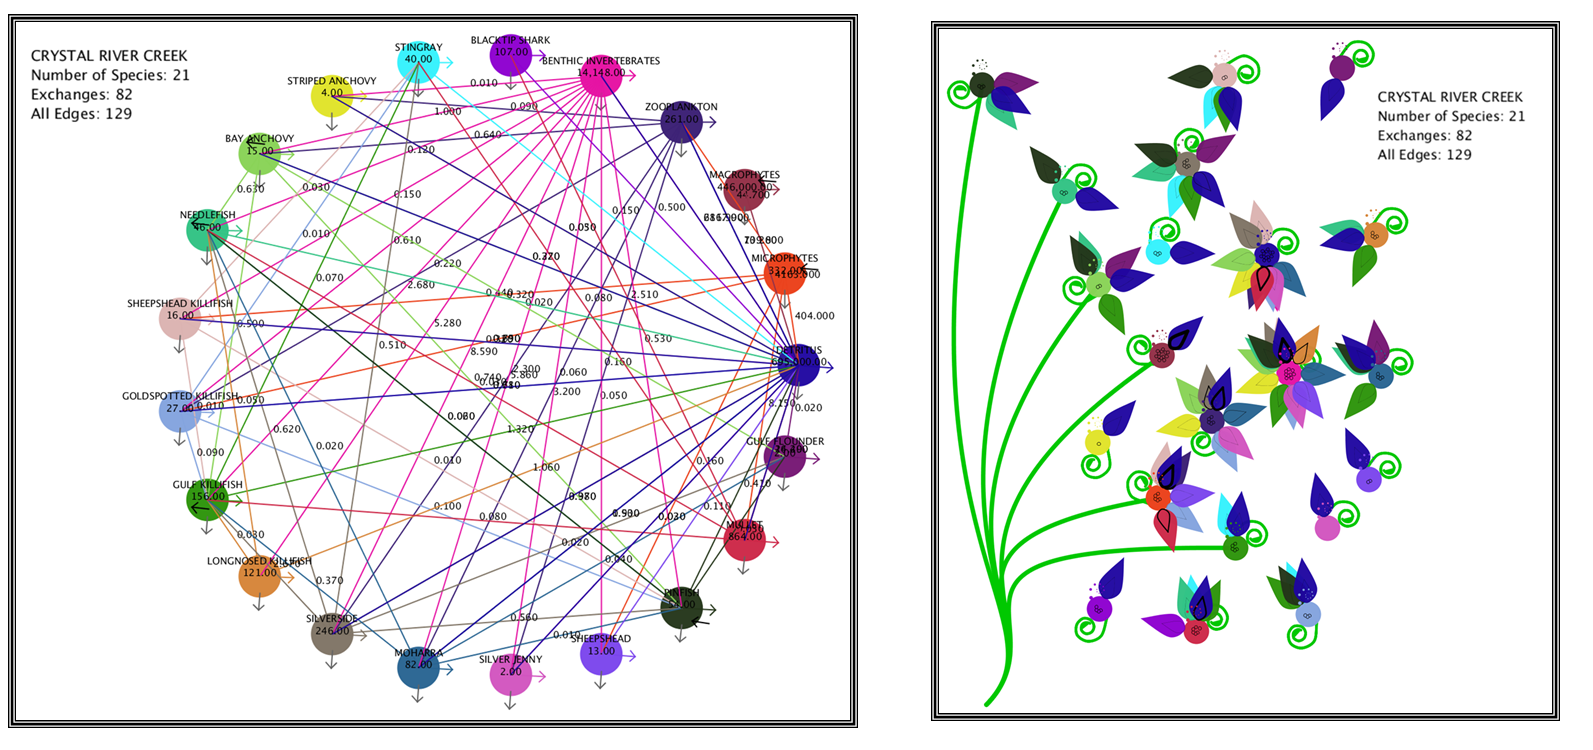 CRYSTAL RIVER CREEK
Number of Species: 21
Exchanges: 82
All Edges: 129
STINGRAY
40.00
BLACKTIP SHARK
107.00
BENTHIC INVERTEBRATES
14,148.00
STRIPED ANCHOVY
4.00
0.010
0.090
1.000
ZOOPLANKTON
261.00
0.640
BAY ANCHOVY
15.00
0.120
MACROPHYTES
446,000.00
44.700
0.630
0.030
0.150
0.150
0.500
NEEDLEFISH
46.00
0.010
0.610
MICROPHYTES
332.00
4103.000
0.220
0.070
2.680
0.320
0.020
0.080
2.510
SHEEPSHEAD KILLIFISH
16.00
404.000
5.280
0.510
8.590
0.530
0.160
DETRITUS
2.300
5.860
0.060
0.740
3.200
0.050
GOLDSPOTTED KILLIFISH
27.00
0.010
0.050
8.150
0.020
0.620
0.020
1.320
GULF FLOUNDER
0.090
0.010
1.060
0.160
0.410
GULF KILLIFISH
156.00
0.100
0.080
0.110
MULLET
864.00
0.030
0.020
0.040
LONGNOSED KILLIFISH
121.00
0.370
PINFISH
SILVERSIDE
246.00
0.560
0.010
SHEEPSHEAD
13.00
MOHARRA
82.00
SILVER JENNY
2.00
CRYSTAL RIVER CREEK
Number of Species: 21
Exchanges: 82
All Edges: 129